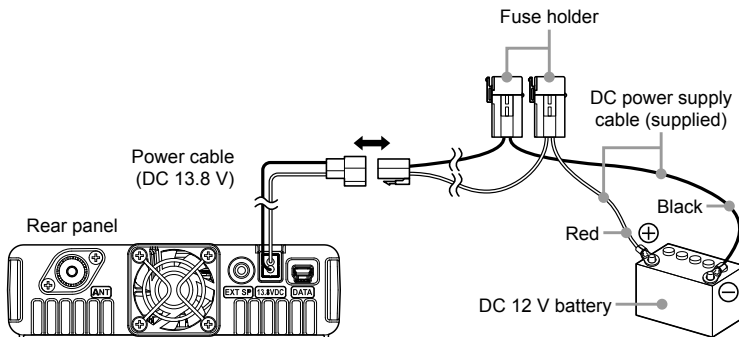 Fuse holder
DC power supply
cable (supplied)
Power cable
(DC 13.8 V)
Rear panel
Black
Red
⊕
⊖
ANT
EXT SP
13.8VDC
DATA
DC 12 V battery